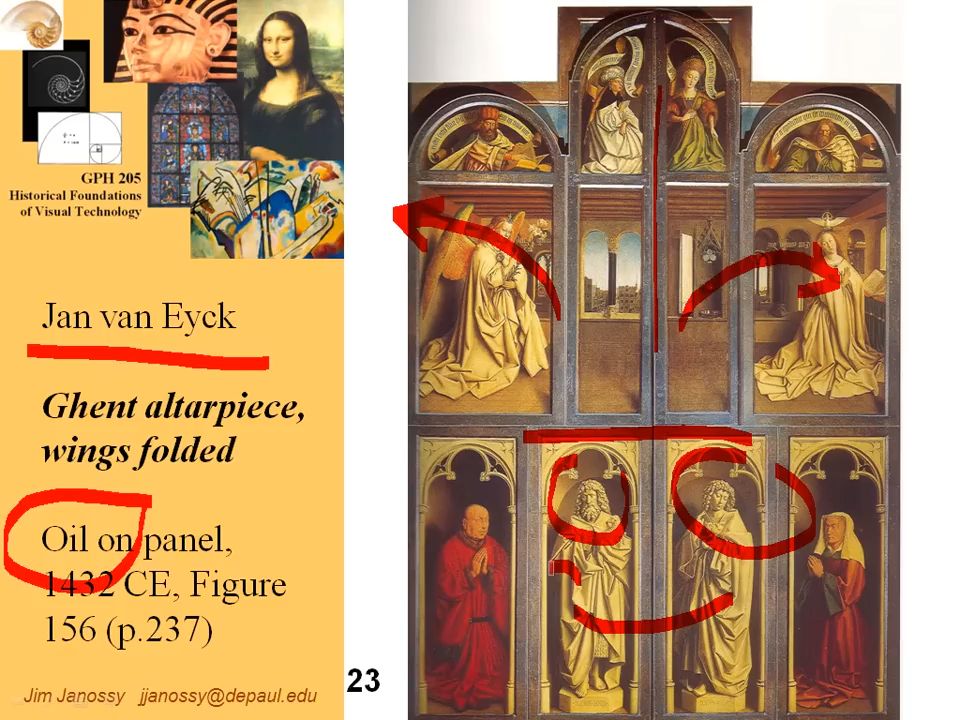 GPH 205
Historical Foundations
of Visual Technology
Jan van Eyck
Ghent altarpiece,
wings folded
Oil on panel,
1432 CE, Figure
156 (p.237)
Jim Janossy jjanossy@depaul.edu
23